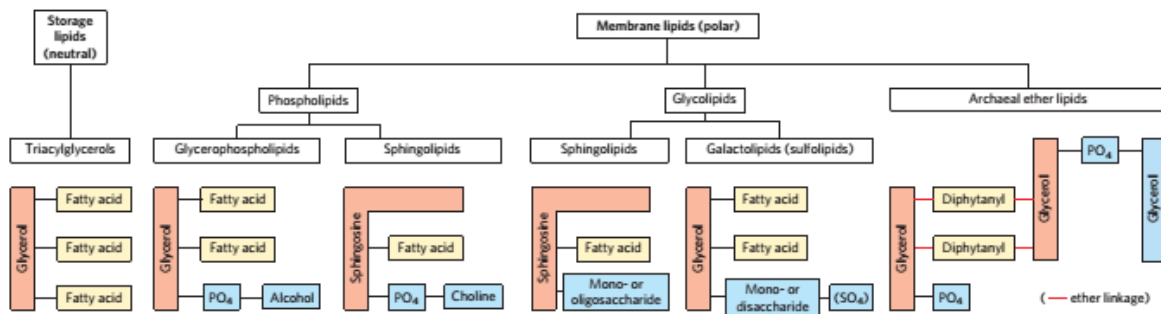 Storage
lipids
(neutral)
Membrane lipids (polar)
Phospholipids
Glycolipids
Archaeal ether lipids
Triacylglycerols
Glycerophospholipids
Sphingolipids
Sphingolipids
Galactolipids (sulfolipids)
Glycerol
Fatty acid
Fatty acid
Fatty acid
Glycerol
Fatty acid
Fatty acid
PO4
Alcohol
Sphingosine
Fatty acid
PO4
Choline
Sphingosine
Fatty acid
Mono- or
oligosaccharide
Glycerol
Fatty acid
Fatty acid
Mono- or
disaccharide
(SO4)
Glycerol
Diphytanyl
Diphytanyl
PO4
Glycerol
PO4
Glycerol
( — ether linkage)